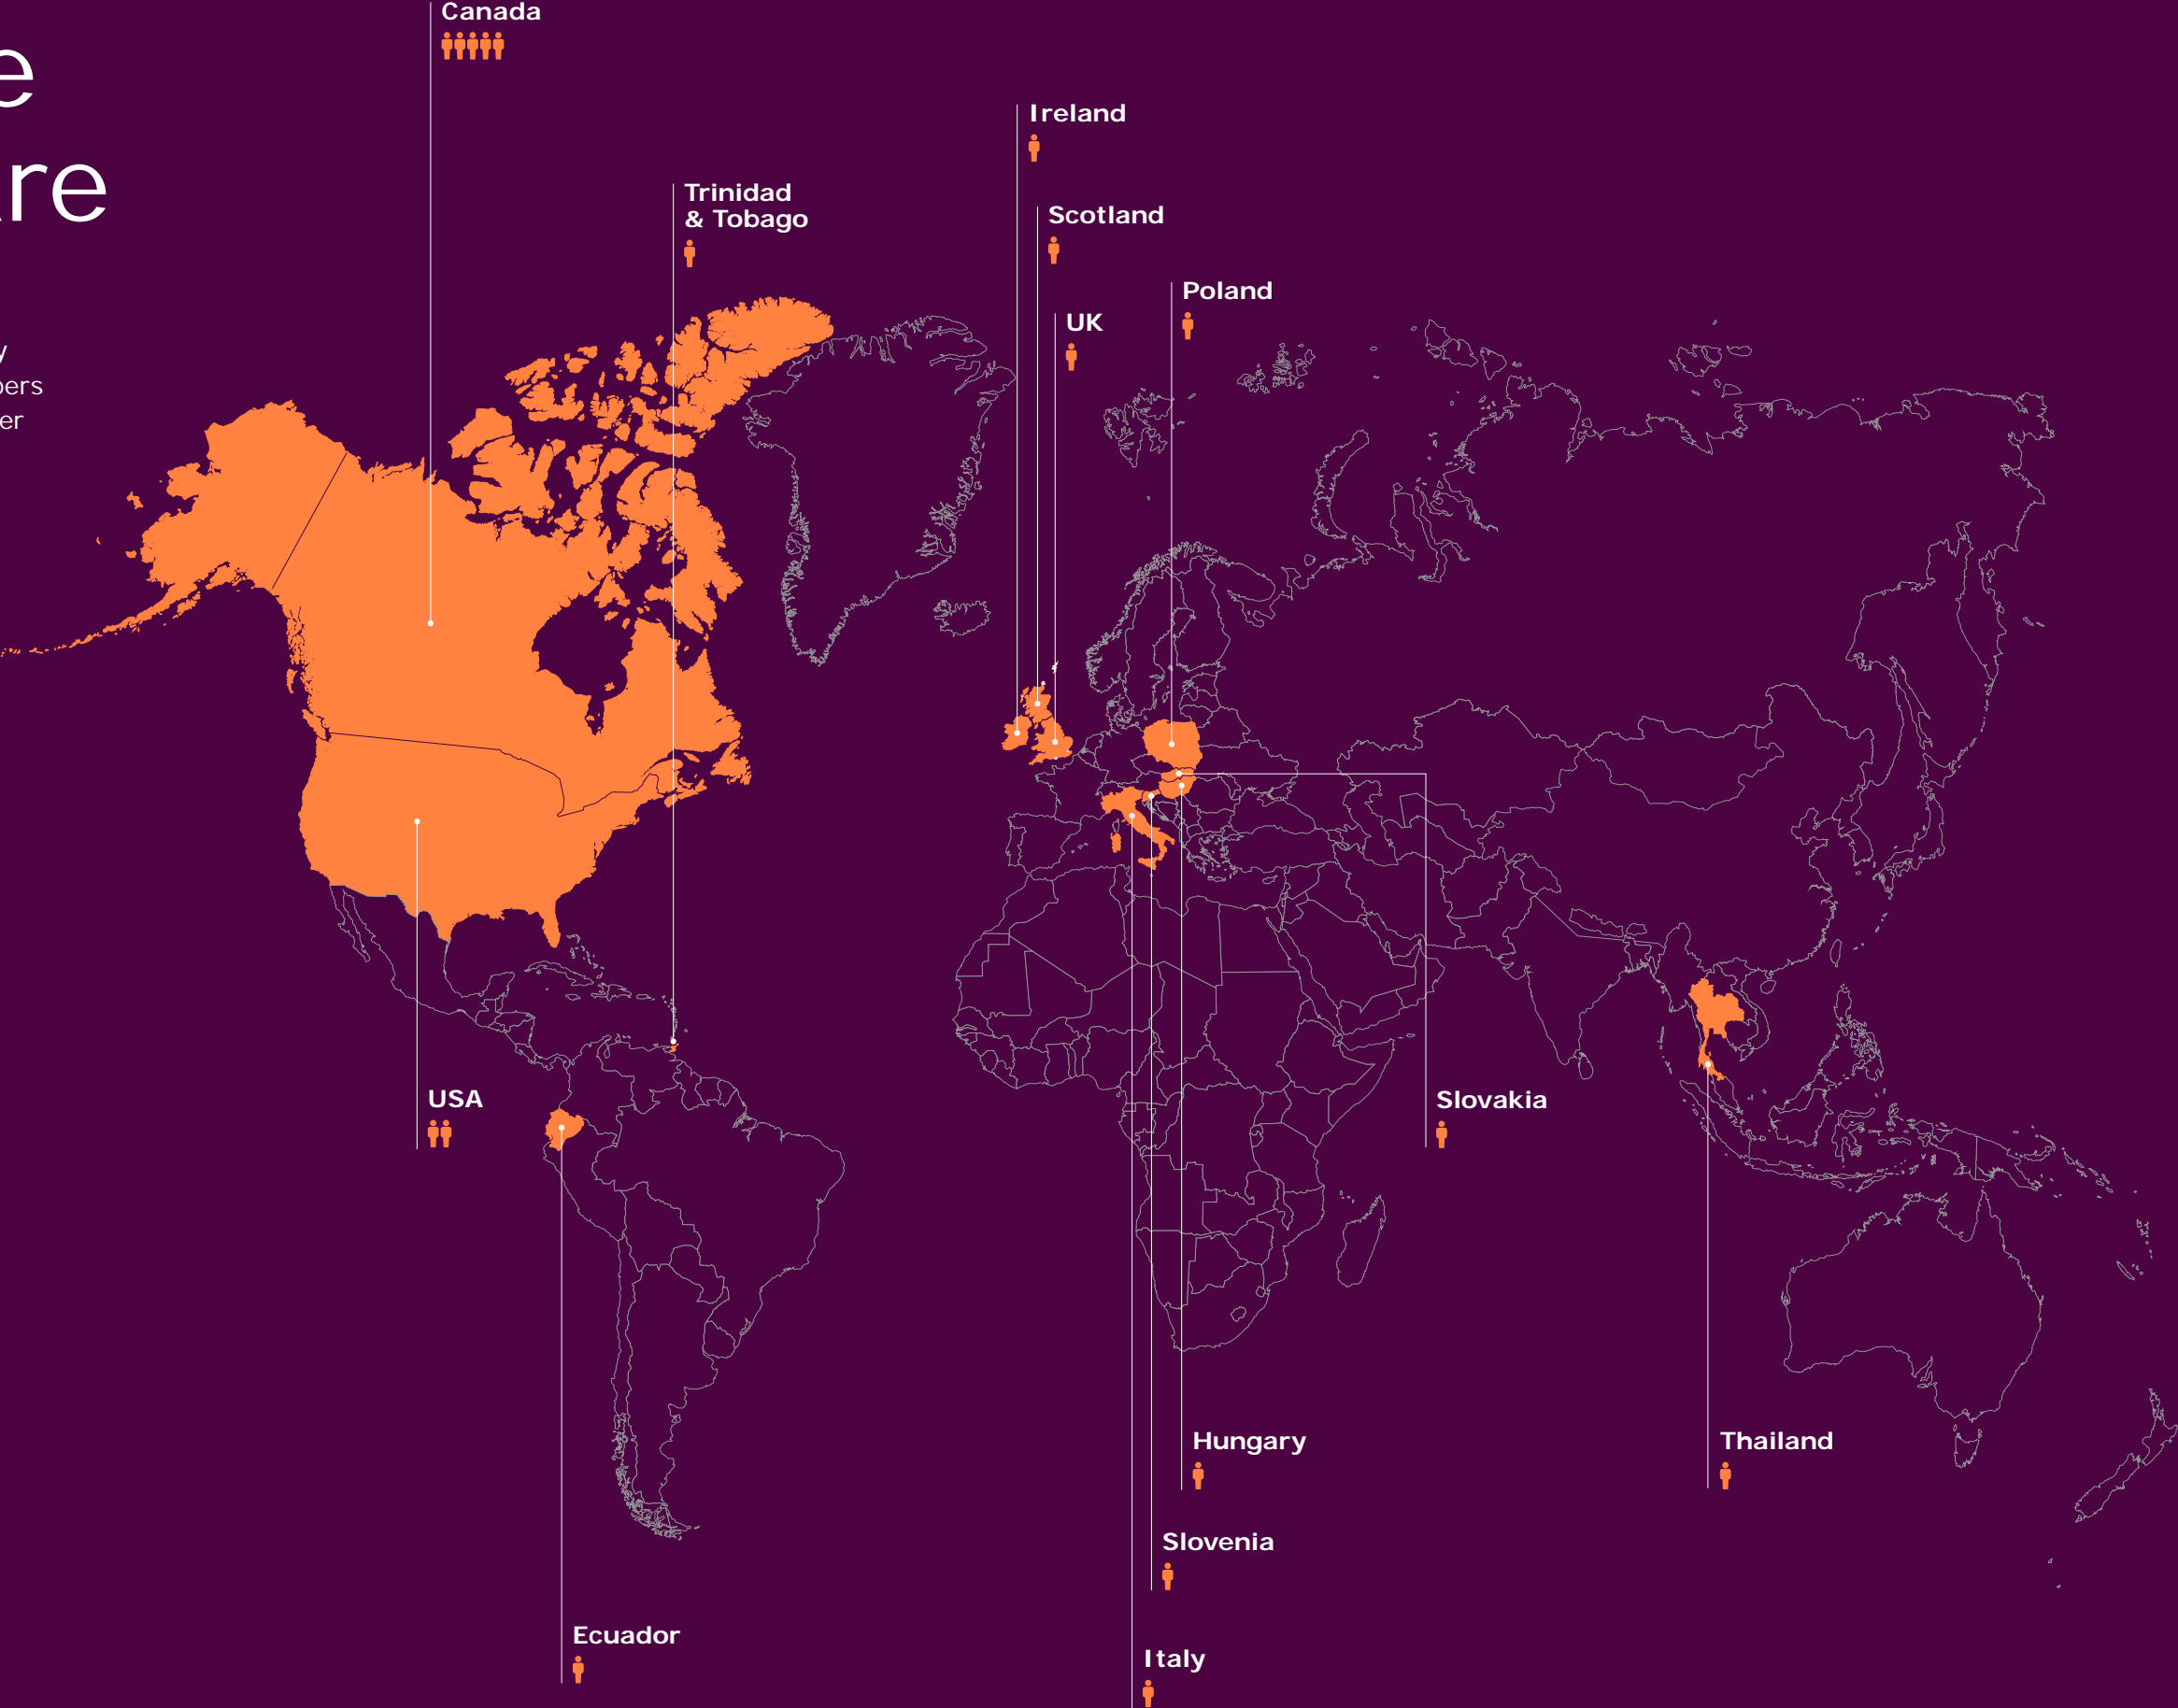 Canada
Ireland
Trinidad
& Tobago
Scotland
Poland
UK
USA
Slovakia
Hungary
Thailand
Slovenia
Ecuador
Italy